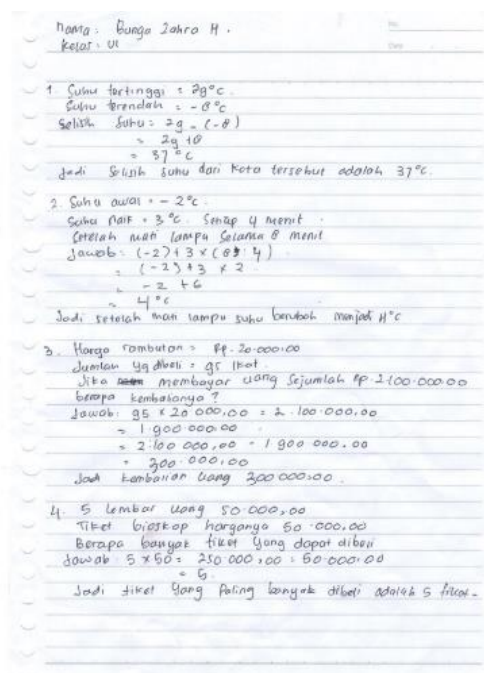 Nama : Bunga Zahra H .
Kelas : VI
1. Suhu tertinggi = 29°C
Suhu terendah = -8°C
Selisih Suhu = 29 - (-8)
= 29 + 8
= 37 °C
Jadi Selisih suhu dari Kota tersebut adalah 37°C.
2. Suhu awal = - 2°C.
Suhu naik = 3 °C. Setiap 4 menit .
Setelah mati lampu Selama 8 menit
Jawab : (-2) + 3 x (8 : 4)
= (-2) + 3 x 2
= -2 + 6
= 4 °C
Jadi setelah mati lampu suhu berubah menjadi 4°C
3. Harga rambutan = Rp. 20.000,00
Jumlah yg dibeli = 95 ikat.
Jika membayar uang Sejumlah Rp 2.100.000.00
berapa kembaliannya ?
Jawab : 95 x 20 000,00 = 2.100.000,00
= 1.900.000.00
= 2.100 000,00 - 1 900 000.00
= 200.000,00
Jadi Kembalian Uang 200 000,00 .
4. 5 lembar uang 50 000,00
Tiket bioskop harganya 50 .000,00
Berapa banyak tiket Yang dapat dibeli
Jawab : 5 x 50 = 250 000,00 : 50.000.00
= 5.
Jadi tiket Yang Paling banyak dibeli adalah 5 tiket.